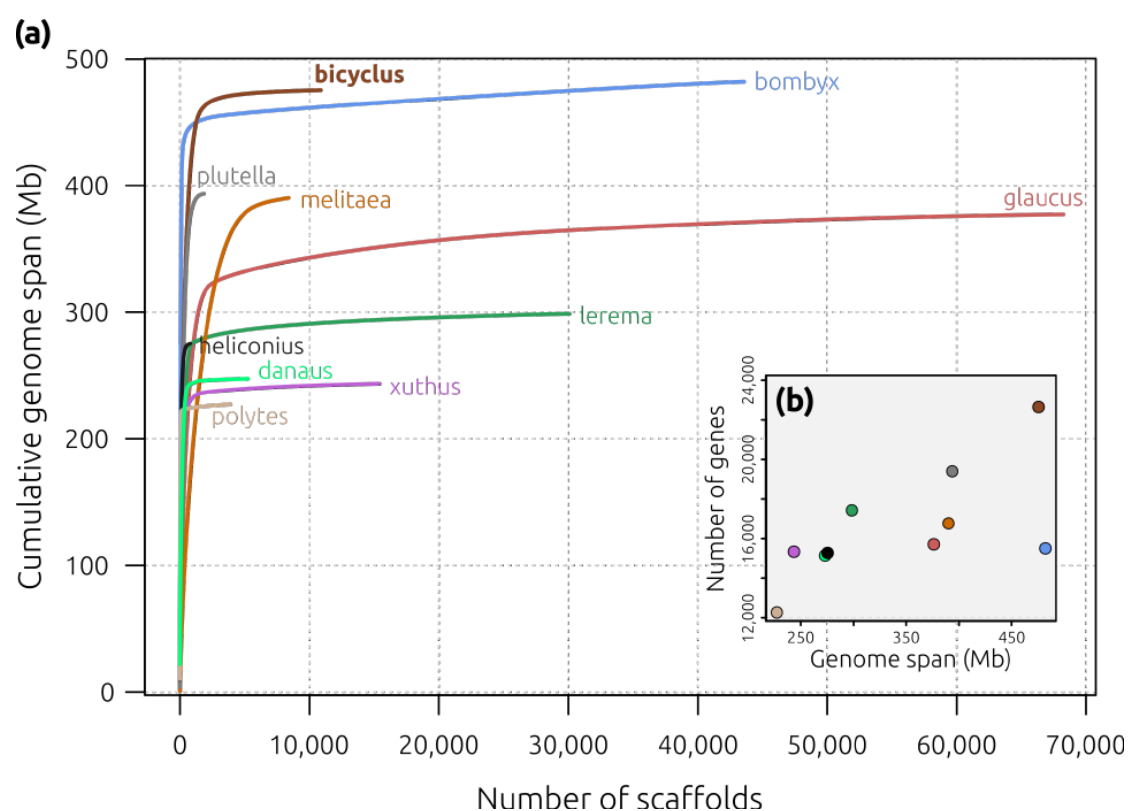 (a)
Cumulative genome span (Mb)
500
400
300
200
100
0
bicyclus
bombyx
plutella
melitaea
glaucus
lerema
heliconius
danaus
xuthus
polytes
(b)
Number of genes
24,000
20,000
16,000
12,000
250 350 450
Genome span (Mb)
0 10,000 20,000 30,000 40,000 50,000 60,000 70,000
Number of scaffolds